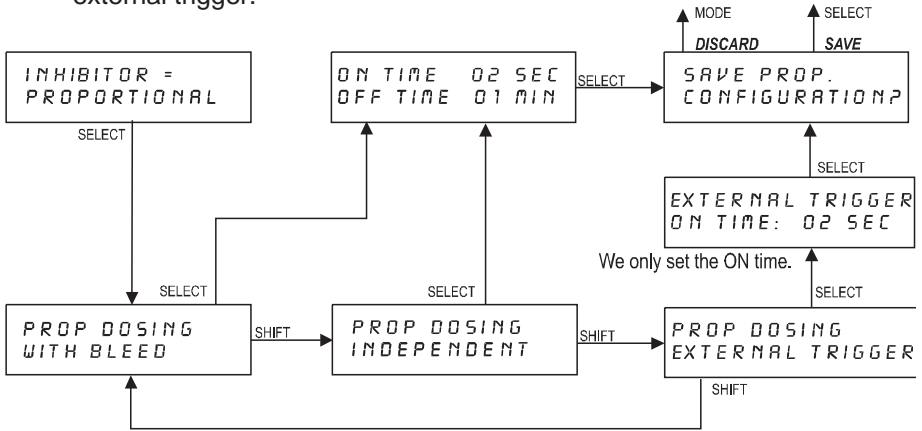 external trigger.
MODE
SELECT
DISCARD
SAVE
INHIBITOR =
PROPORTIONAL
ON TIME 02 SEC
OFF TIME 01 MIN
SELECT
SAVE PROP.
CONFIGURATION?
SELECT
SELECT
EXTERNAL TRIGGER
ON TIME: 02 SEC
We only set the ON time.
SELECT
SELECT
SELECT
PROP DOSING
WITH BLEED
SHIFT
PROP DOSING
INDEPENDENT
SHIFT
PROP DOSING
EXTERNAL TRIGGER
SHIFT